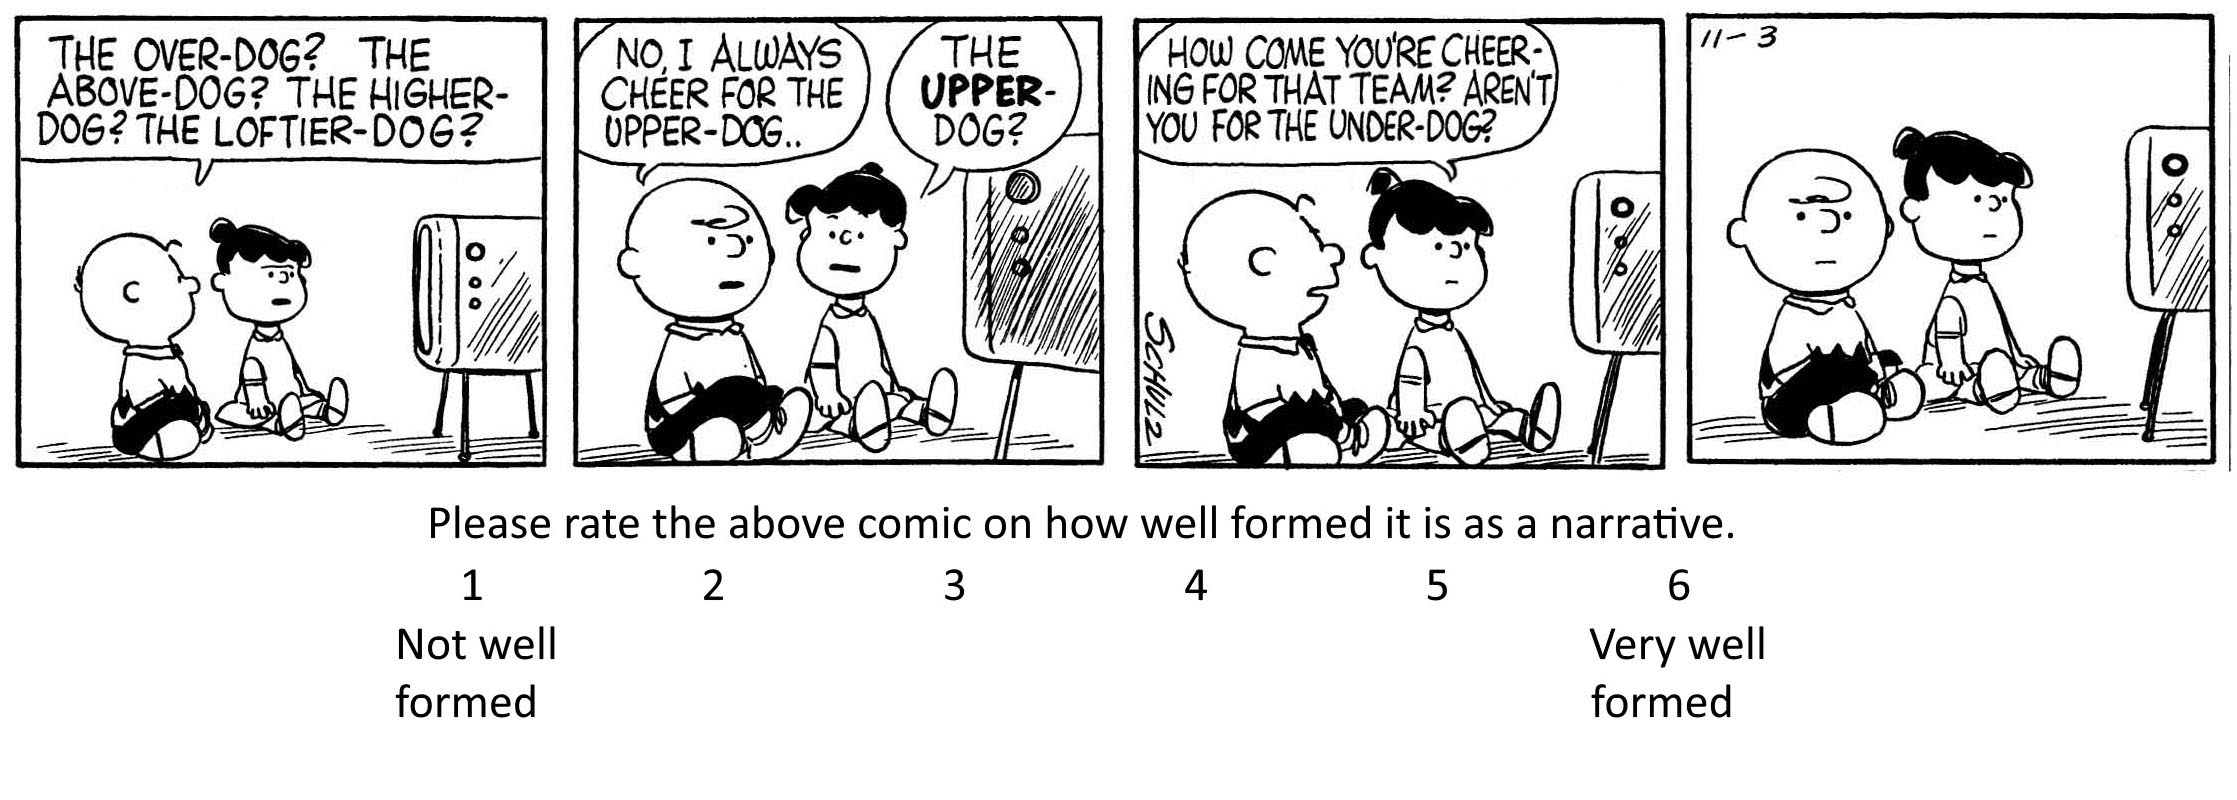 THE OVER-DOG? THE
ABOVE-DOG? THE HIGHER-
DOG? THE LOFTIER-DOG?
NO, I ALWAYS
CHEER FOR THE
UPPER-DOG..
THE
UPPER-
DOG?
HOW COME YOU'RE CHEER-
ING FOR THAT TEAM? AREN'T
YOU FOR THE UNDER-DOG?
SCHULZ
11-3
Please rate the above comic on how well formed it is as a narrative.
1 2 3 4 5 6
Not well
formed
Very well
formed